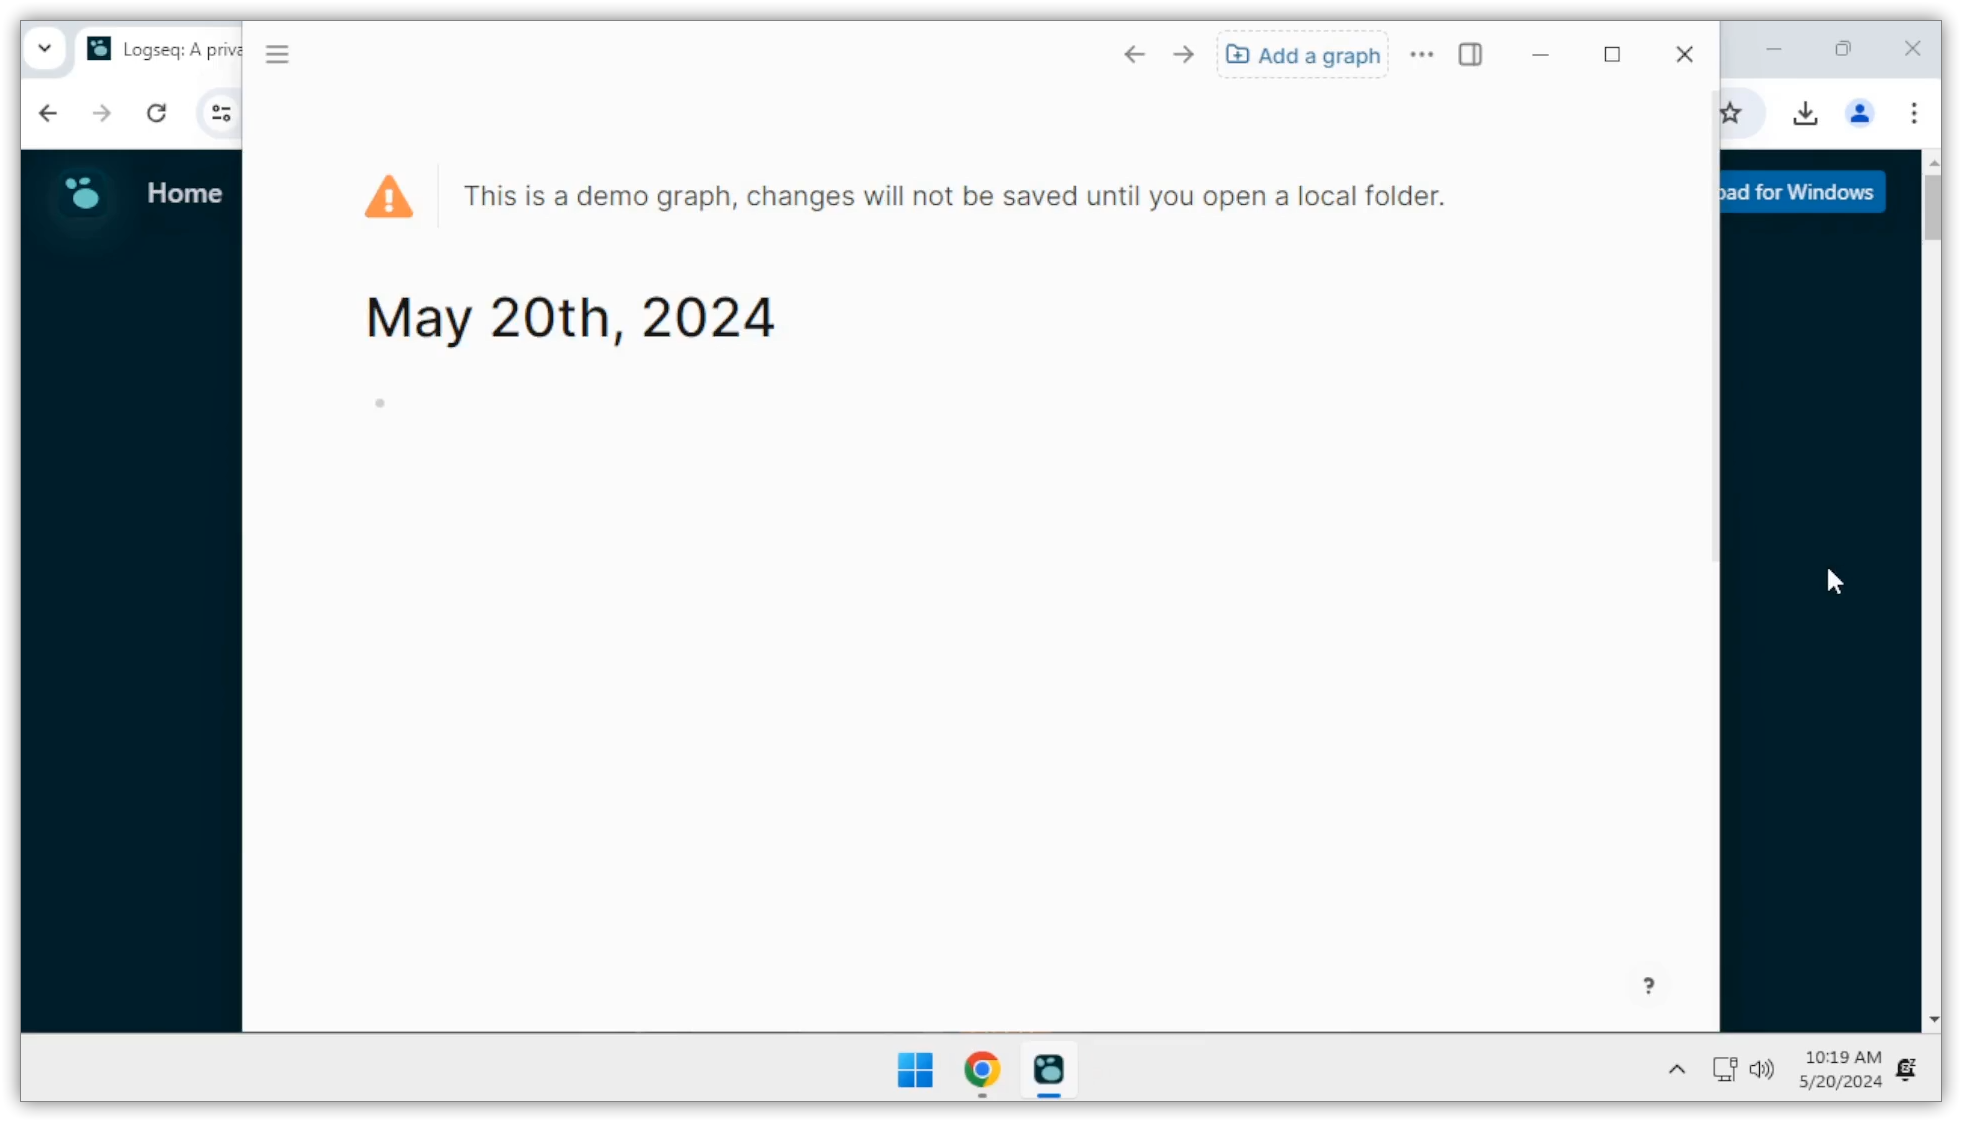 Logseq: A priva
Add a graph
Home
This is a demo graph, changes will not be saved until you open a local folder.
oad for Windows
May 20th, 2024
?
10:19 AM
5/20/2024